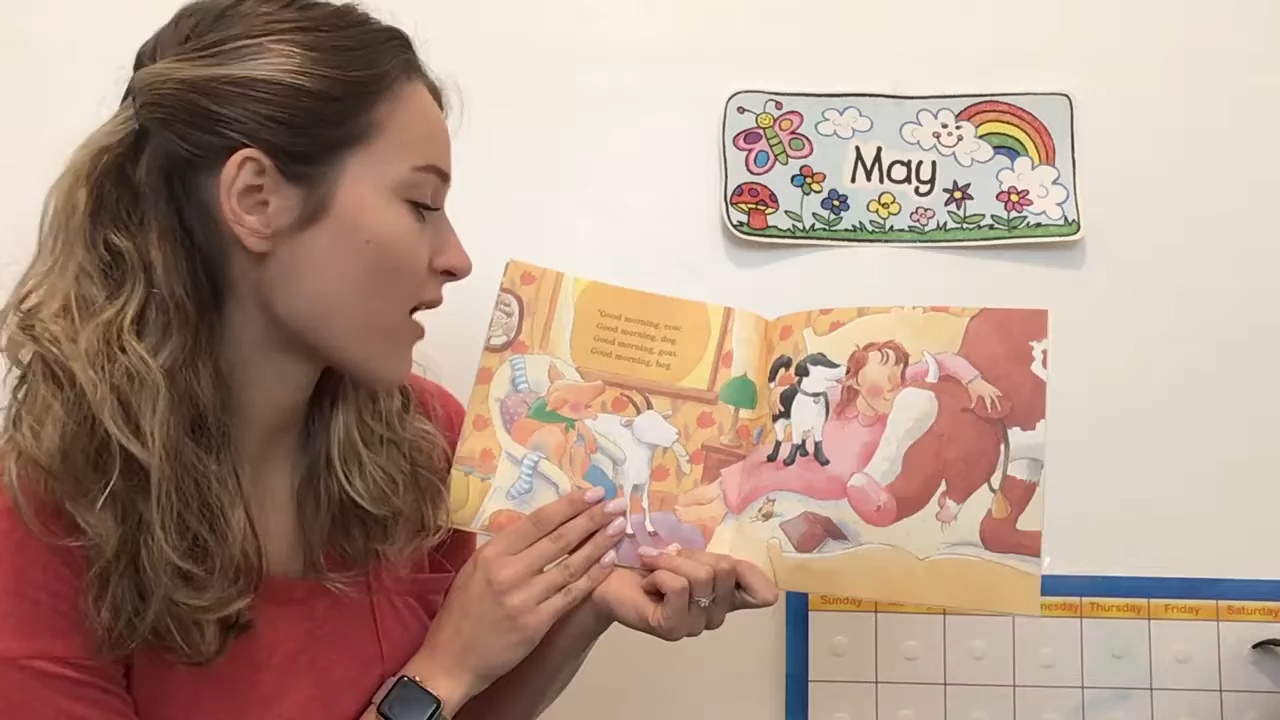 May
"Good morning, cow.
Good morning, dog.
Good morning, goat.
Good morning, hog.
Sunday
Thursday
Friday
Saturday